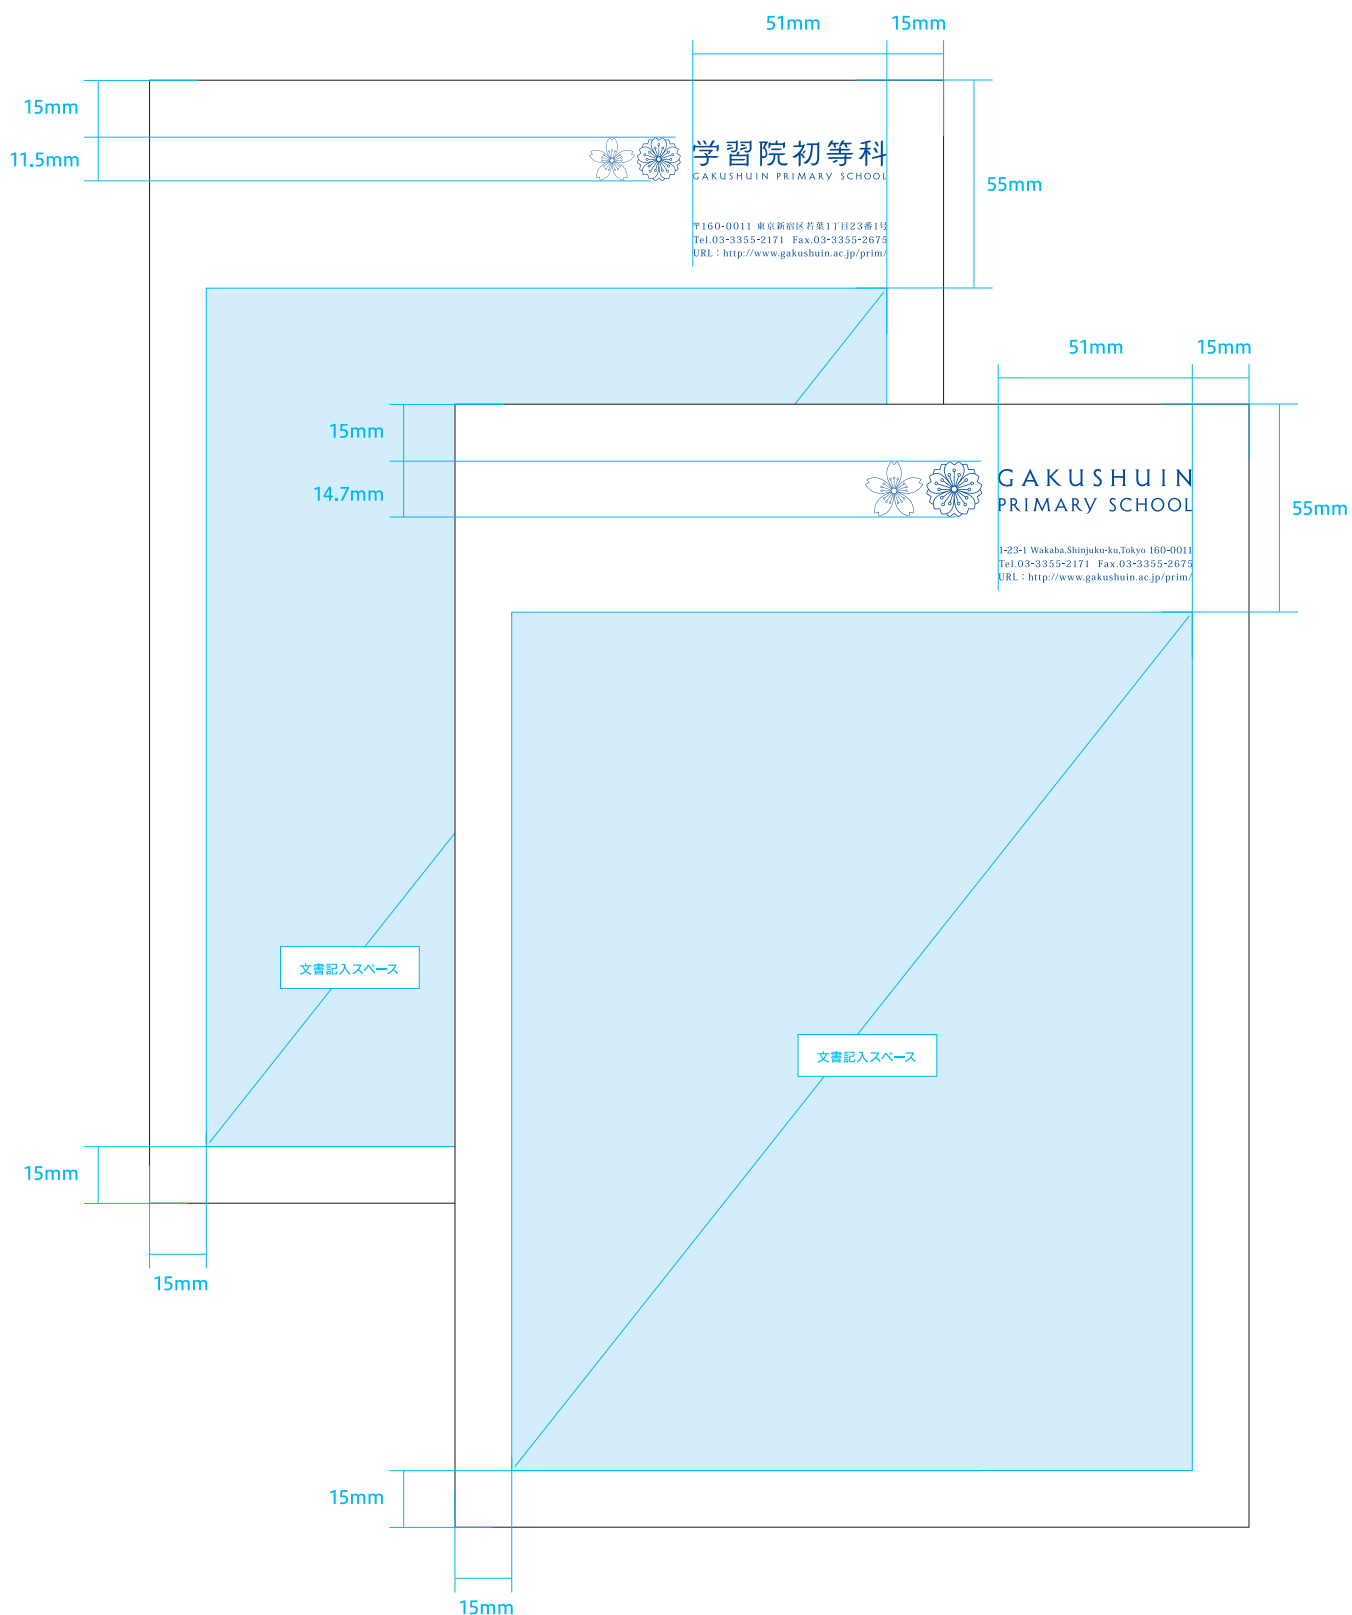 51mm 15mm
15mm
11.5mm
学習院初等科
GAKUSHUIN PRIMARY SCHOOL
55mm
〒160-0011 東京新宿区若葉1丁目23番1号
Tel.03-3355-2171 Fax.03-3355-2675
URL：http://www.gakushuin.ac.jp/prim/
51mm 15mm
15mm
14.7mm
GAKUSHUIN
PRIMARY SCHOOL
55mm
1-23-1 Wakaba,Shinjuku-ku,Tokyo 160-0011
Tel.03-3355-2171 Fax.03-3355-2675
URL：http://www.gakushuin.ac.jp/prim/
文書記入スペース
文書記入スペース
15mm
15mm
15mm
15mm